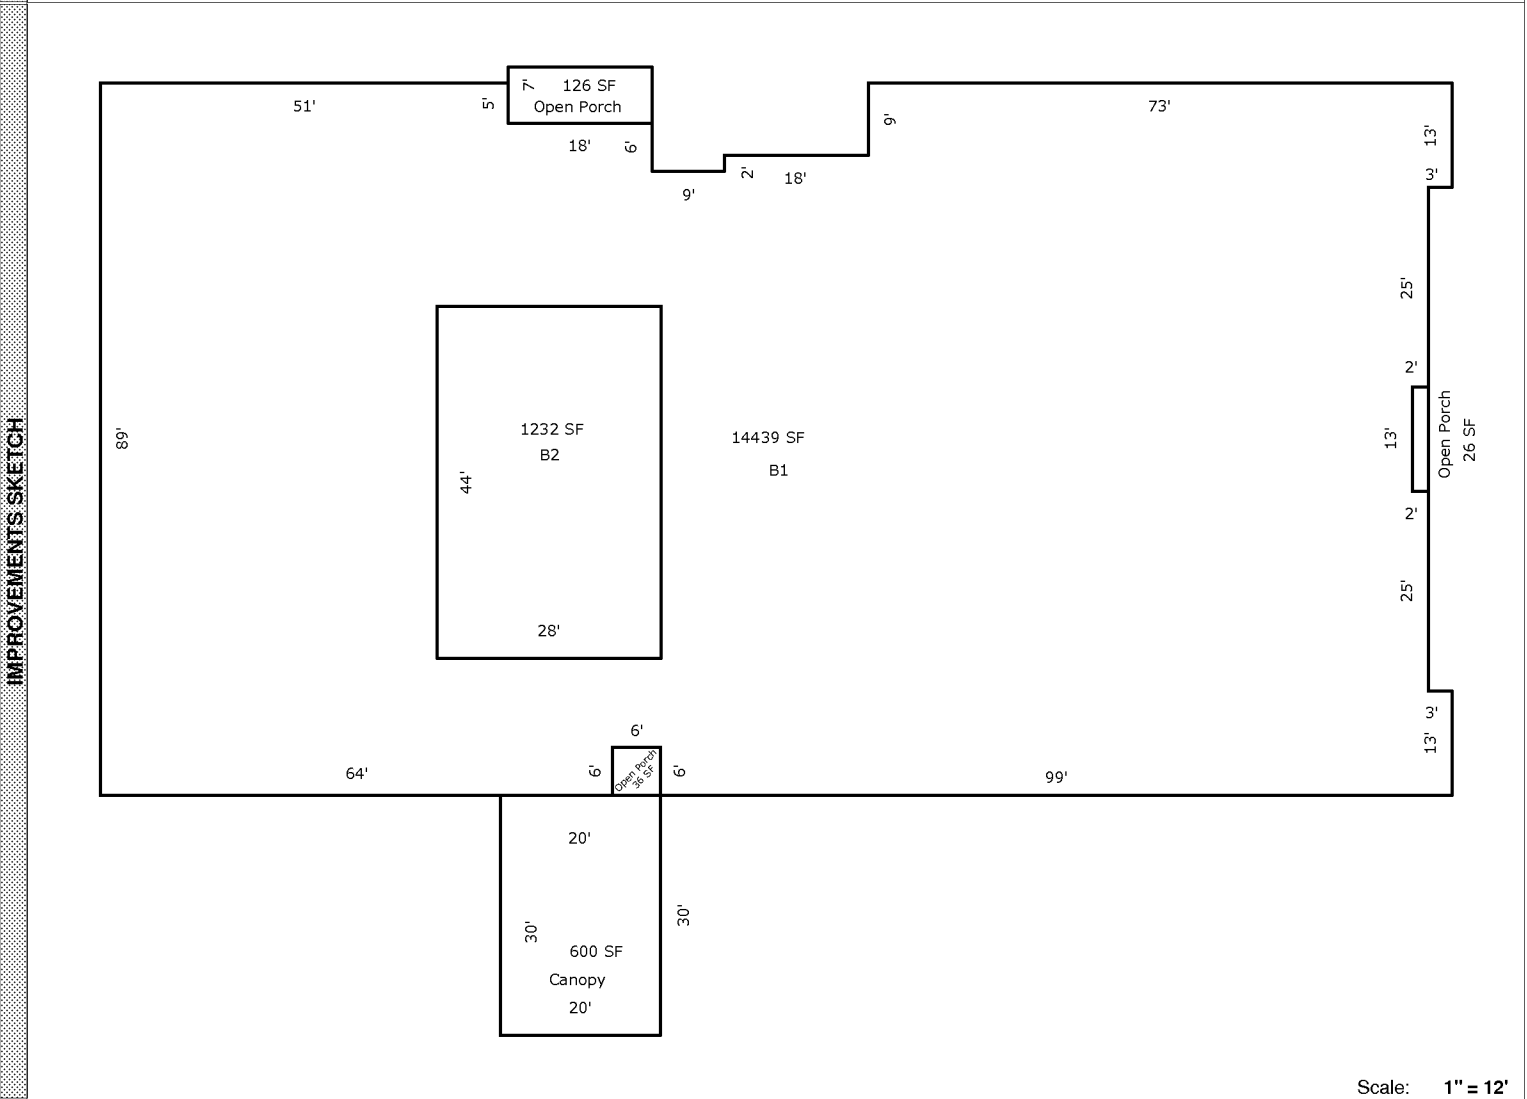 IMPROVEMENTS SKETCH
51'
5'
7'
126 SF
Open Porch
18'
6'
9'
2'
18'
9'
73'
13'
3'
25'
2'
13'
Open Porch
26 SF
2'
25'
3'
13'
89'
1232 SF
B2
44'
28'
14439 SF
B1
64'
6'
6'
Open Porch
36 SF
6'
99'
20'
30'
30'
600 SF
Canopy
20'
Scale: 1" = 12'